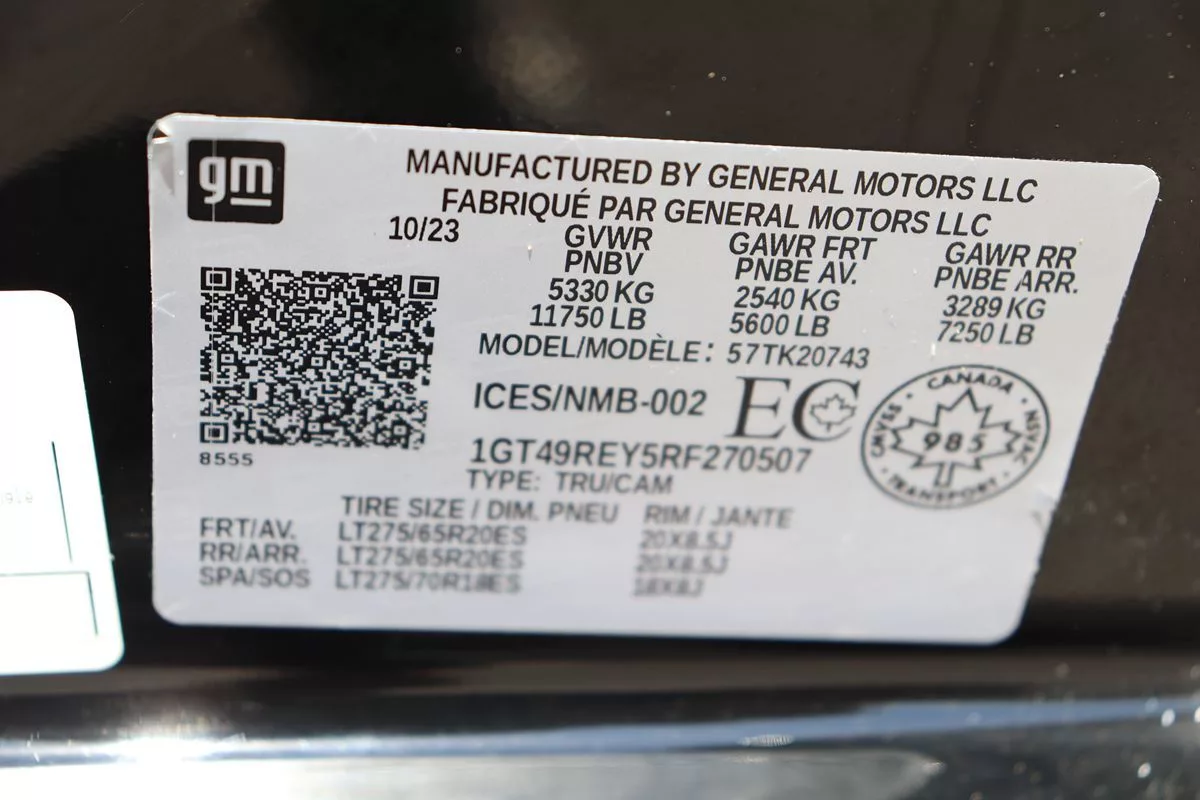 gm
MANUFACTURED BY GENERAL MOTORS LLC
FABRIQUÉ PAR GENERAL MOTORS LLC
10/23
GVWR
PNBV
5330 KG
11750 LB
GAWR FRT
PNBE AV.
2540 KG
5600 LB
GAWR RR
PNBE ARR.
3289 KG
7250 LB
MODEL/MODÈLE: 57TK20743
ICES/NMB-002
EC
CANADA
CMVSS
985
NSVAC
TRANSPORT
8555
1GT49REY5RF270507
TYPE: TRU/CAM
TIRE SIZE / DIM. PNEU RIM / JANTE
FRT/AV. LT275/65R20ES 20X8.5J
RR/ARR. LT275/65R20ES 20X8.5J
SPA/SOS LT275/70R18ES 18X8J